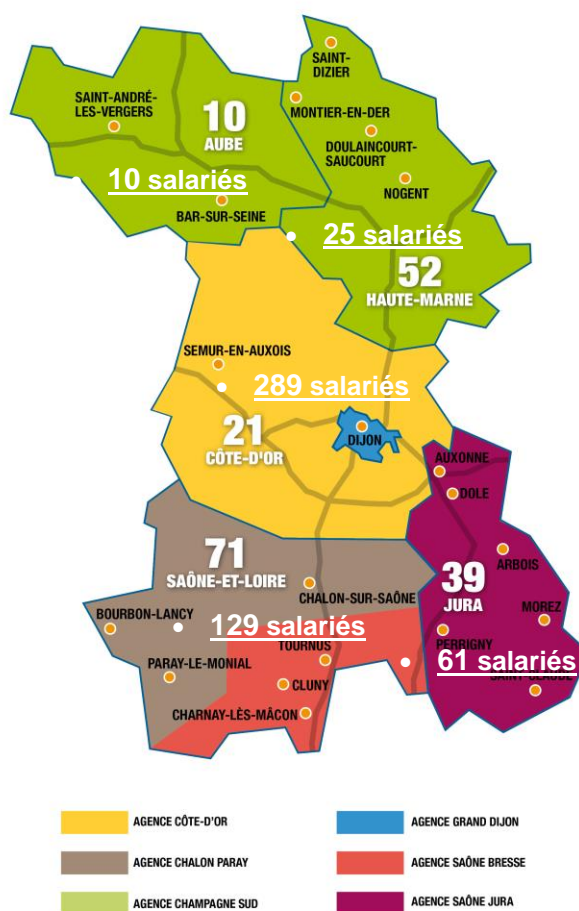 SAINT-
DIZIER
SAINT-ANDRÉ-
LES-VERGERS
MONTIER-EN-DER
10
AUBE
DOULAINCOURT-
SAUCOURT
10 salariés
NOGENT
BAR-SUR-SEINE
25 salariés
52
HAUTE-MARNE
SEMUR-EN-AUXOIS
289 salariés
21
CÔTE-D'OR
DIJON
AUXONNE
DOLE
71
SAÔNE-ET-LOIRE
ARBOIS
39
JURA
CHALON-SUR-SAÔNE
BOURBON-LANCY
MOREZ
129 salariés
PERRIGNY
TOURNUS
61 salariés
PARAY-LE-MONIAL
SAINT-CLAUDE
CLUNY
CHARNAY-LÈS-MÂCON
AGENCE CÔTE-D'OR
AGENCE GRAND DIJON
AGENCE CHALON PARAY
AGENCE SAÔNE BRESSE
AGENCE CHAMPAGNE SUD
AGENCE SAÔNE JURA